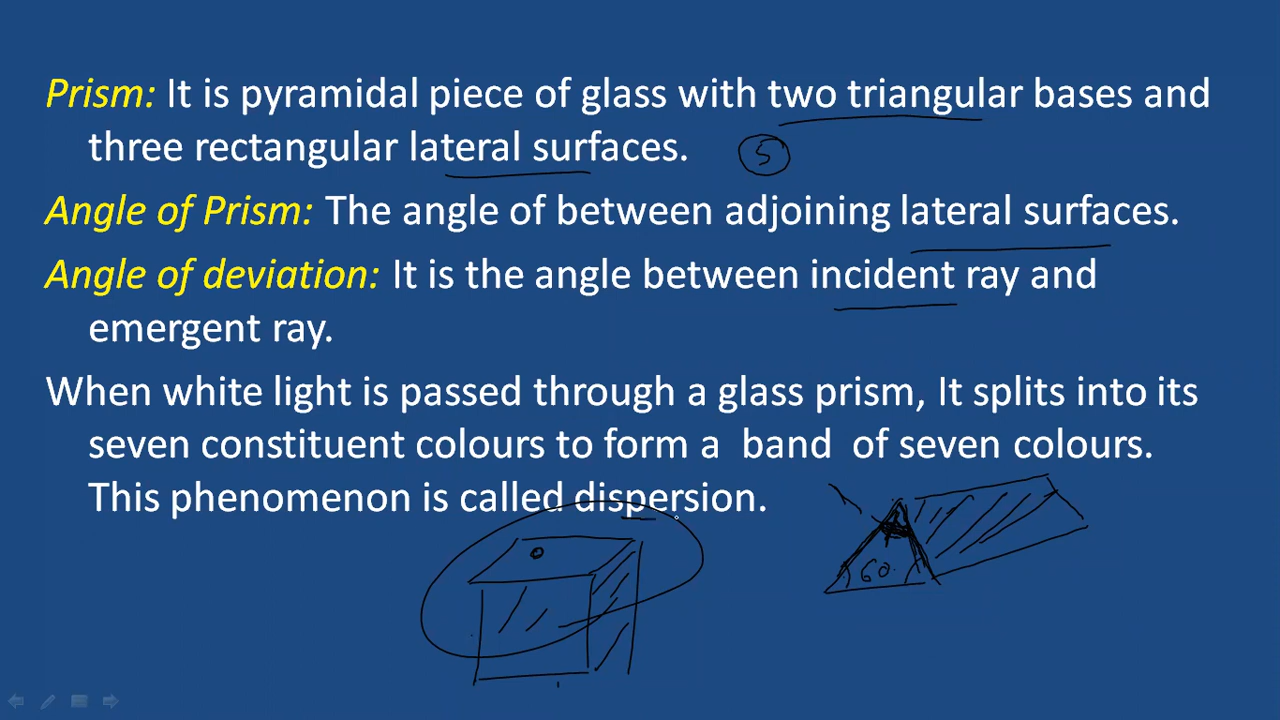 Prism: It is pyramidal piece of glass with two triangular bases and
three rectangular lateral surfaces. 5
Angle of Prism: The angle of between adjoining lateral surfaces.
Angle of deviation: It is the angle between incident ray and
emergent ray.
When white light is passed through a glass prism, It splits into its
seven constituent colours to form a band of seven colours.
This phenomenon is called dispersion.
60